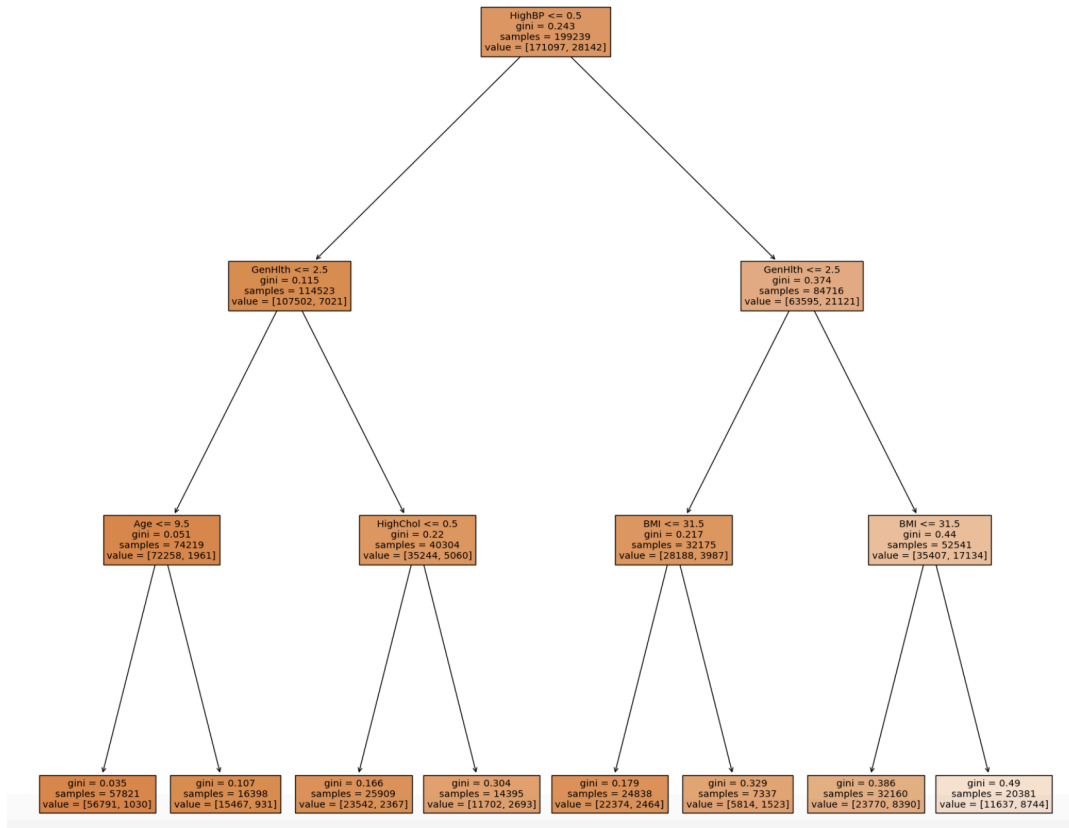 HighBP <= 0.5
gini = 0.243
samples = 199239
value = [171097, 28142]
GenHlth <= 2.5
gini = 0.115
samples = 114523
value = [107502, 7021]
GenHlth <= 2.5
gini = 0.374
samples = 84716
value = [63595, 21121]
Age <= 9.5
gini = 0.051
samples = 74219
value = [72258, 1961]
HighChol <= 0.5
gini = 0.22
samples = 40304
value = [35244, 5060]
BMI <= 31.5
gini = 0.217
samples = 32175
value = [28188, 3987]
BMI <= 31.5
gini = 0.44
samples = 52541
value = [35407, 17134]
gini = 0.035
samples = 57821
value = [56791, 1030]
gini = 0.107
samples = 16398
value = [15467, 931]
gini = 0.166
samples = 25909
value = [23542, 2367]
gini = 0.304
samples = 14395
value = [11702, 2693]
gini = 0.179
samples = 24838
value = [22374, 2464]
gini = 0.329
samples = 7337
value = [5814, 1523]
gini = 0.386
samples = 32160
value = [23770, 8390]
gini = 0.49
samples = 20381
value = [11637, 8744]